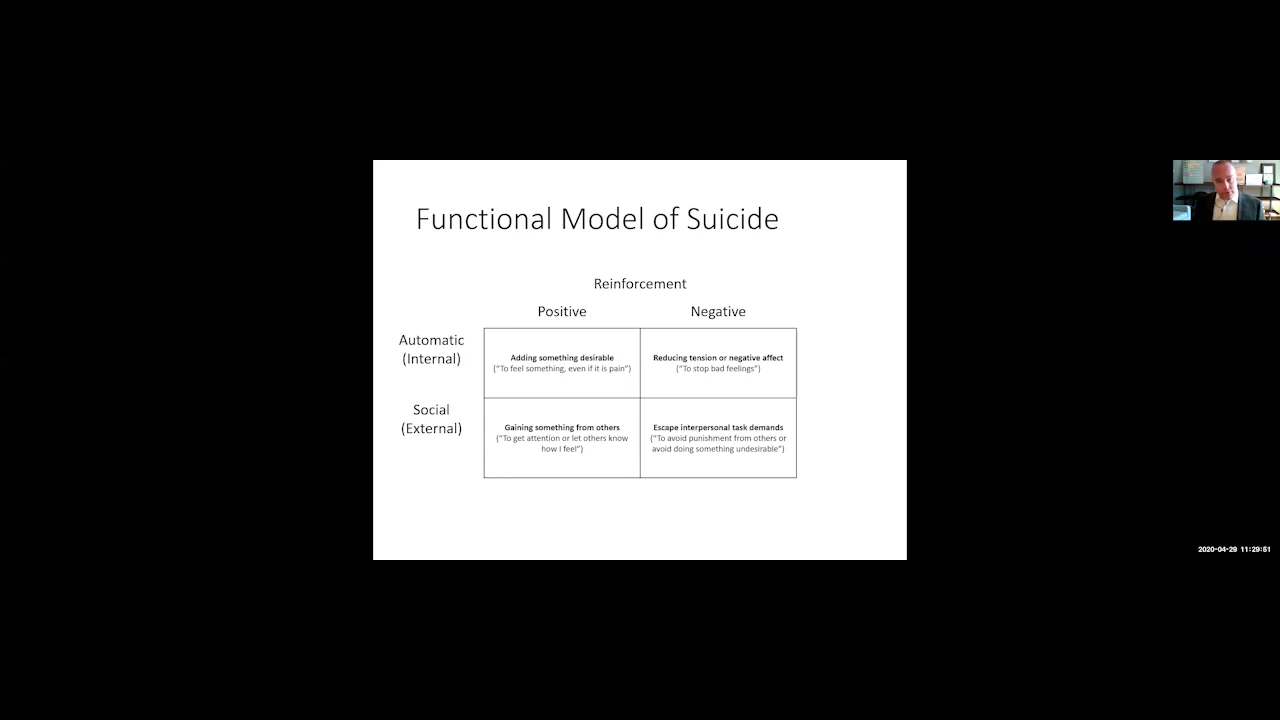 Functional Model of Suicide
Reinforcement
Positive Negative
Automatic
(Internal)
Adding something desirable
("To feel something, even if it is pain")
Reducing tension or negative affect
("To stop bad feelings")
Social
(External)
Gaining something from others
("To get attention or let others know
how I feel")
Escape interpersonal task demands
("To avoid punishment from others or
avoid doing something undesirable")
2020-04-29 11:29:51